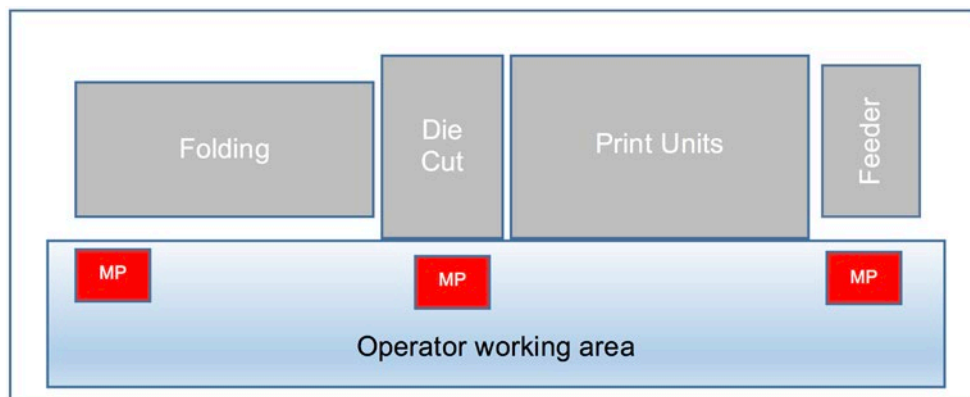 Folding
Die
Cut
Print Units
Feeder
MP
MP
MP
Operator working area